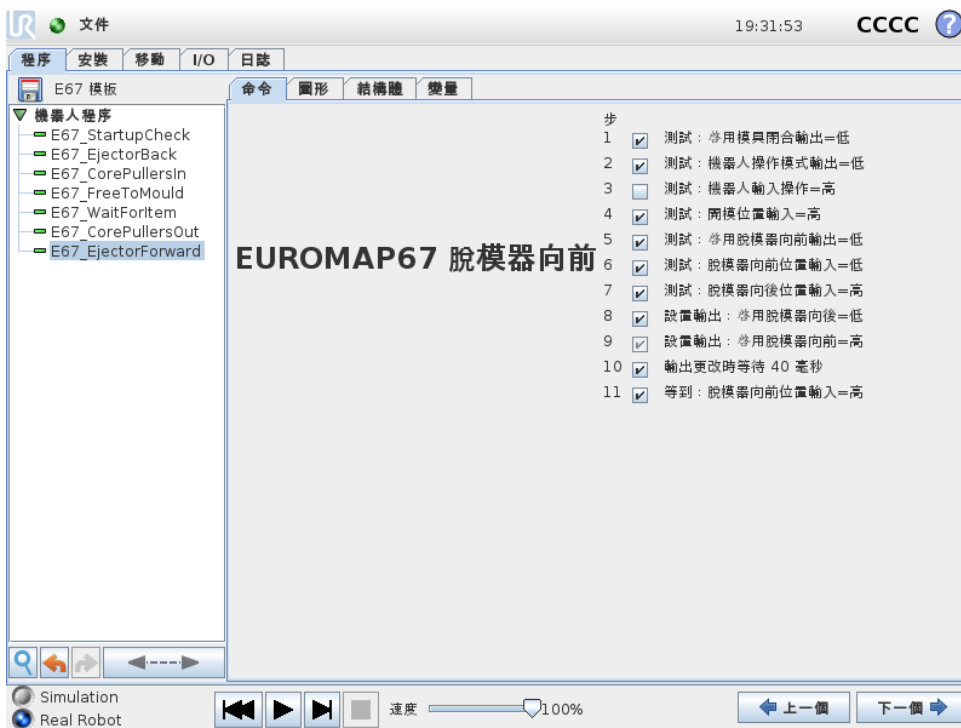 UR 文件 19:31:53 CCCC ?
程序 安裝 移動 I/O 日誌
E67 模板
命令 圖形 結構體 變量
機器人程序
E67_StartupCheck
E67_EjectorBack
E67_CorePullersIn
E67_FreeToMould
E67_WaitForItem
E67_CorePullersOut
E67_EjectorForward
EUROMAP67 脫模器向前
步
1 測試：啓用模具閉合輸出=低
2 測試：機器人操作模式輸出=低
3 測試：機器人輸入操作=高
4 測試：開模位置輸入=高
5 測試：啓用脫模器向前輸出=低
6 測試：脫模器向前位置輸入=低
7 測試：脫模器向後位置輸入=高
8 設置輸出：啓用脫模器向後=低
9 設置輸出：啓用脫模器向前=高
10 輸出更改時等待 40 毫秒
11 等到：脫模器向前位置輸入=高
Simulation
Real Robot
速度 100%
上一個 下一個